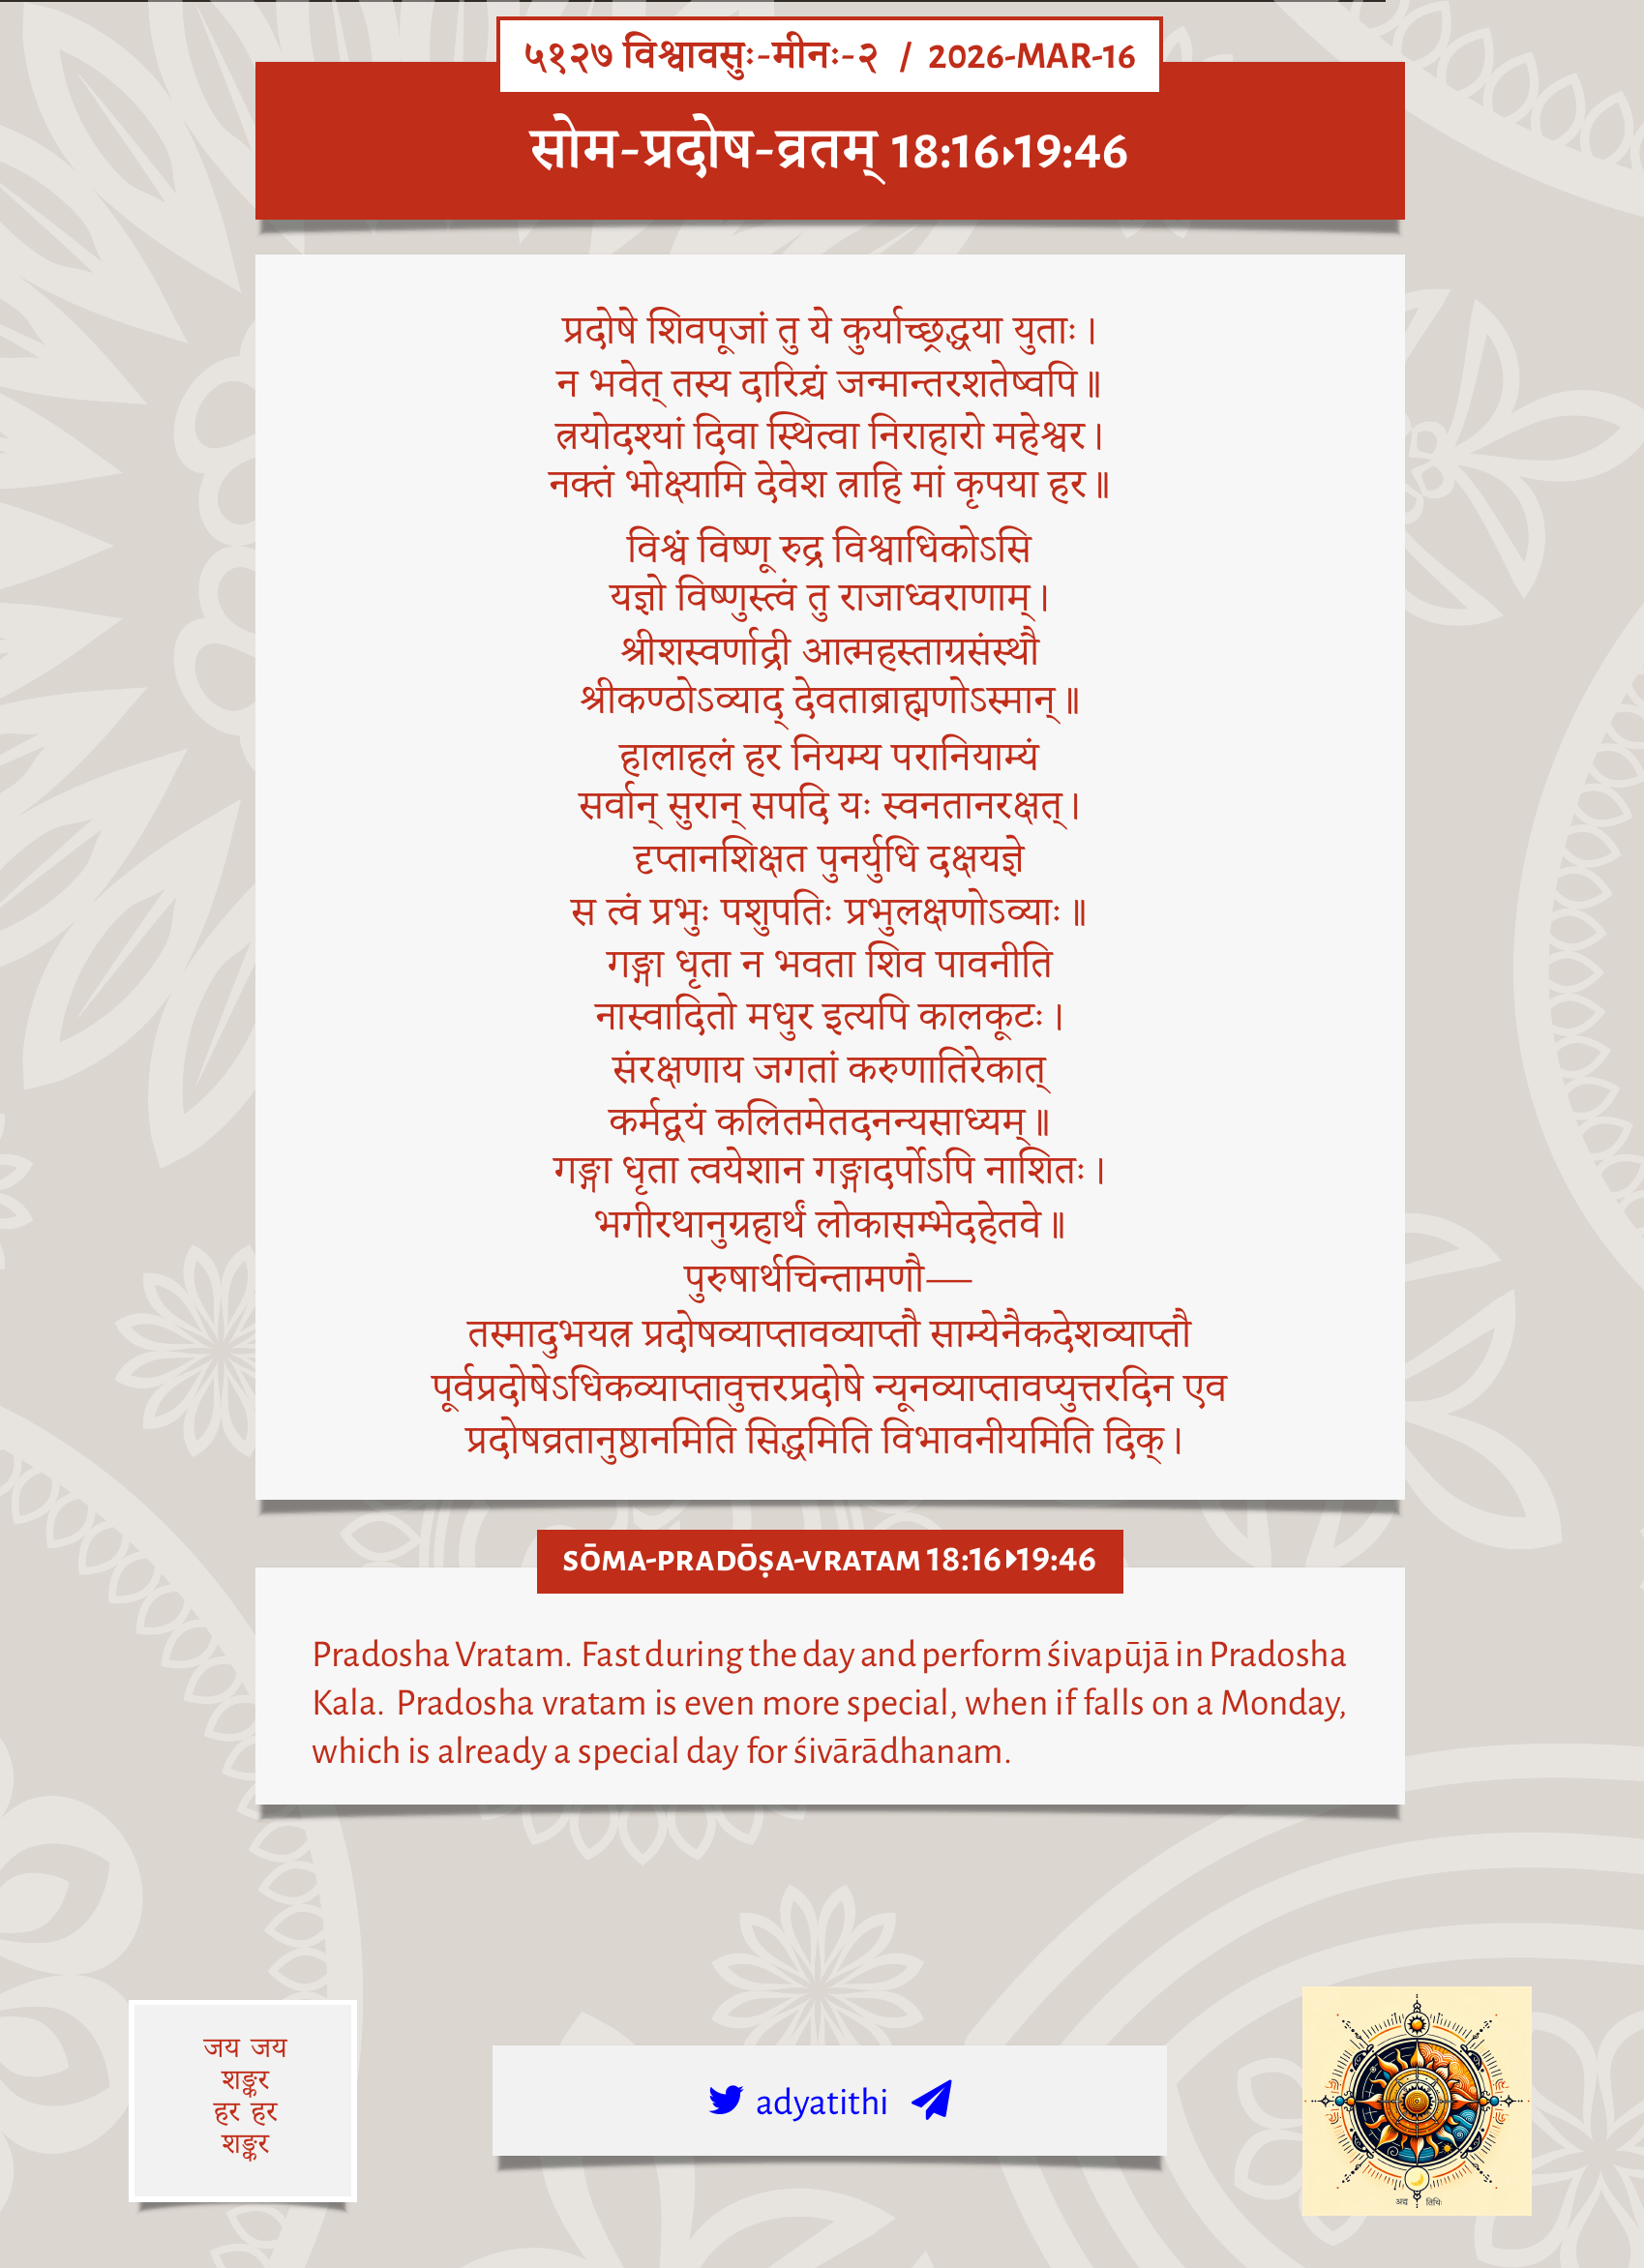 ५१२७ विश्वावसुः-मीनः-२ / 2026-MAR-16
सोम-प्रदोष-व्रतम् 18:16▸19:46
प्रदोषे शिवपूजां तु ये कुर्याच्छ्रद्धया युताः।
न भवेत् तस्य दारिद्र्यं जन्मान्तरशतेष्वपि॥
त्रयोदश्यां दिवा स्थित्वा निराहारो महेश्वर।
नक्तं भोक्ष्यामि देवेश त्राहि मां कृपया हर॥
विश्वं विष्णू रुद्र विश्वाधिकोऽसि
यज्ञो विष्णुस्त्वं तु राजाध्वराणाम्।
श्रीशस्वर्णाद्री आत्महस्ताग्रसंस्थौ
श्रीकण्ठोऽव्याद् देवताब्राह्मणोऽस्मान्॥
हालाहलं हर नियम्य परानियाम्यं
सर्वान् सुरान् सपदि यः स्वनतानरक्षत्।
दृप्तानशिक्षत पुनर्युधि दक्षयज्ञे
स त्वं प्रभुः पशुपतिः प्रभुलक्षणोऽव्याः॥
गङ्गा धृता न भवता शिव पावनीति
नास्वादितो मधुर इत्यपि कालकूटः।
संरक्षणाय जगतां करुणातिरेकात्
कर्मद्वयं कलितमेतदनन्यसाध्यम्॥
गङ्गा धृता त्वयेशान गङ्गादर्पोऽपि नाशितः।
भगीरथानुग्रहार्थं लोकासम्भेदहेतवे॥
पुरुषार्थचिन्तामणौ—
तस्मादुभयत्र प्रदोषव्याप्तावव्याप्तौ साम्येनैकदेशव्याप्तौ
पूर्वप्रदोषेऽधिकव्याप्तावुत्तरप्रदोषे न्यूनव्याप्तावप्युत्तरदिन एव
प्रदोषव्रतानुष्ठानमिति सिद्धमिति विभावनीयमिति दिक्।
SŌMA-PRADŌṢA-VRATAM 18:16▸19:46
Pradosha Vratam. Fast during the day and perform śivapūjā in Pradosha
Kala. Pradosha vratam is even more special, when if falls on a Monday,
which is already a special day for śivārādhanam.
जय जय
शङ्कर
हर हर
शङ्कर
adyatithi
अद्य तिथिः